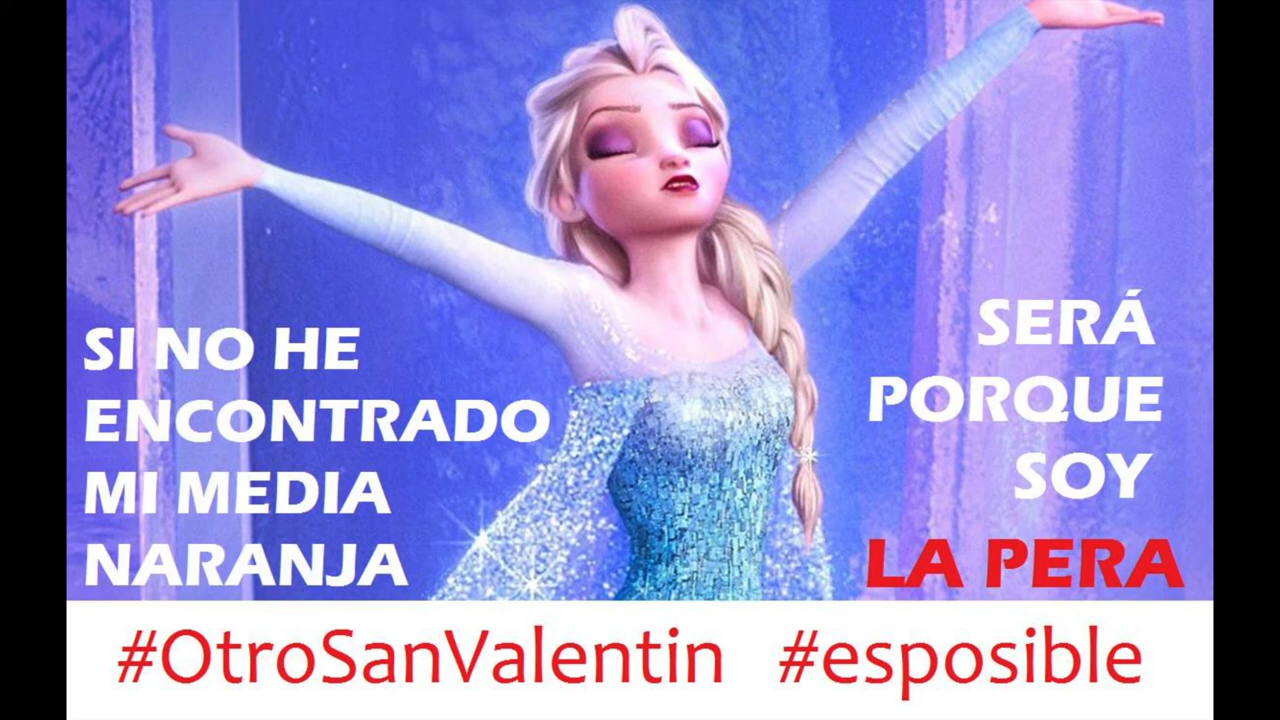 SI NO HE
ENCONTRADO
MI MEDIA
NARANJA
SERÁ
PORQUE
SOY
LA PERA
#OtroSanValentin #esposible